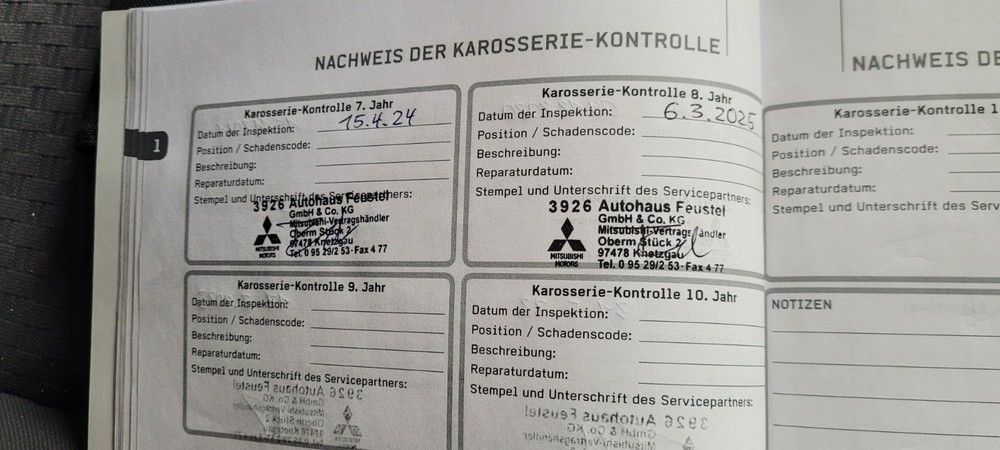 NACHWEIS DER KAROSSERIE-KONTROLLE
Karosserie-Kontrolle 7. Jahr
Datum der Inspektion: 15.4.24
Position / Schadenscode:
Beschreibung:
Reparaturdatum:
Stempel und Unterschrift des Servicepartners:
3926 Autohaus Feustel
GmbH & Co. KG
Mitsubishi-Vertragshändler
Oberm Stück 2
97478 Knetzgau
Tel. 0 95 29/2 53·Fax 4 77
MITSUBISHI
MOTORS
Karosserie-Kontrolle 8. Jahr
Datum der Inspektion: 6.3.2025
Position / Schadenscode:
Beschreibung:
Reparaturdatum:
Stempel und Unterschrift des Servicepartners:
3926 Autohaus Feustel
GmbH & Co. KG
Mitsubishi-Vertragshändler
Oberm Stück 2
97478 Knetzgau
Tel. 0 95 29/2 53·Fax 4 77
MITSUBISHI
MOTORS
1
Karosserie-Kontrolle 9. Jahr
Datum der Inspektion:
Position / Schadenscode:
Beschreibung:
Reparaturdatum:
Stempel und Unterschrift des Servicepartners:
Karosserie-Kontrolle 10. Jahr
Datum der Inspektion:
Position / Schadenscode:
Beschreibung:
Reparaturdatum:
Stempel und Unterschrift des Servicepartners:
NACHWEIS DE
Karosserie-Kontrolle 1
Datum der Inspektion:
Position / Schadenscode:
Beschreibung:
Reparaturdatum:
Stempel und Unterschrift des Serv
NOTIZEN